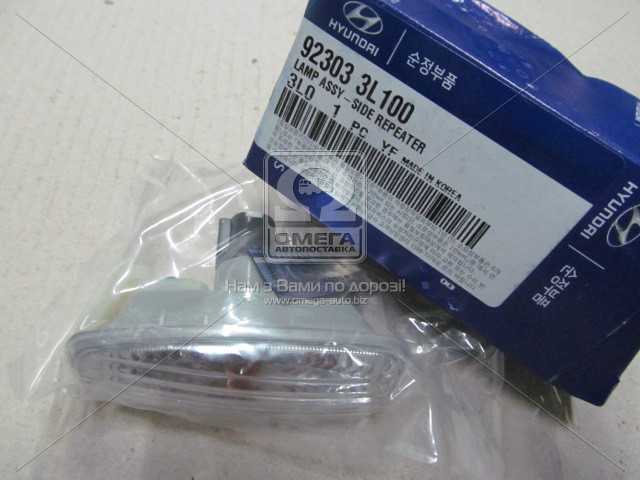 HYUNDAI
순정부품
92303 3L100
LAMP ASSY-SIDE REPEATER
3LD 1 PC YF MADE IN KOREA
HYUNDAI
순정부품
ОМЕГА
АВТОПОСТАВКА
Нам з Вами по дорозі!
www.omega-auto.biz